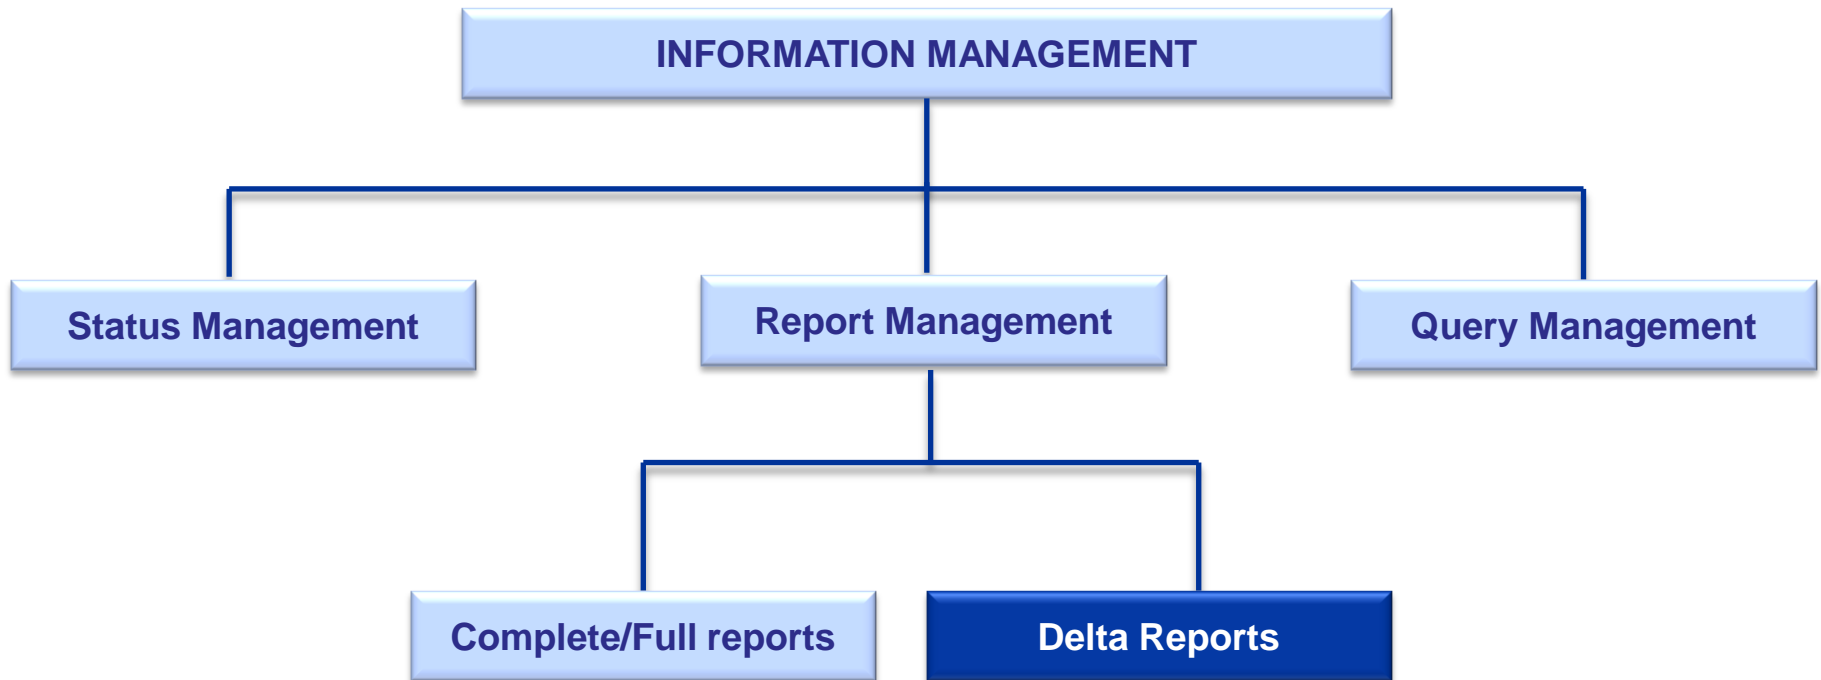 INFORMATION MANAGEMENT
Status Management
Report Management
Query Management
Complete/Full reports
Delta Reports